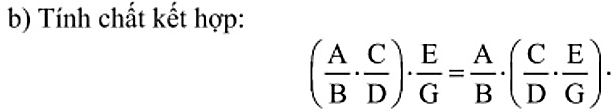 b) Tính chất kết hợp:
(A/B · C/D) · E/G = A/B · (C/D · E/G).